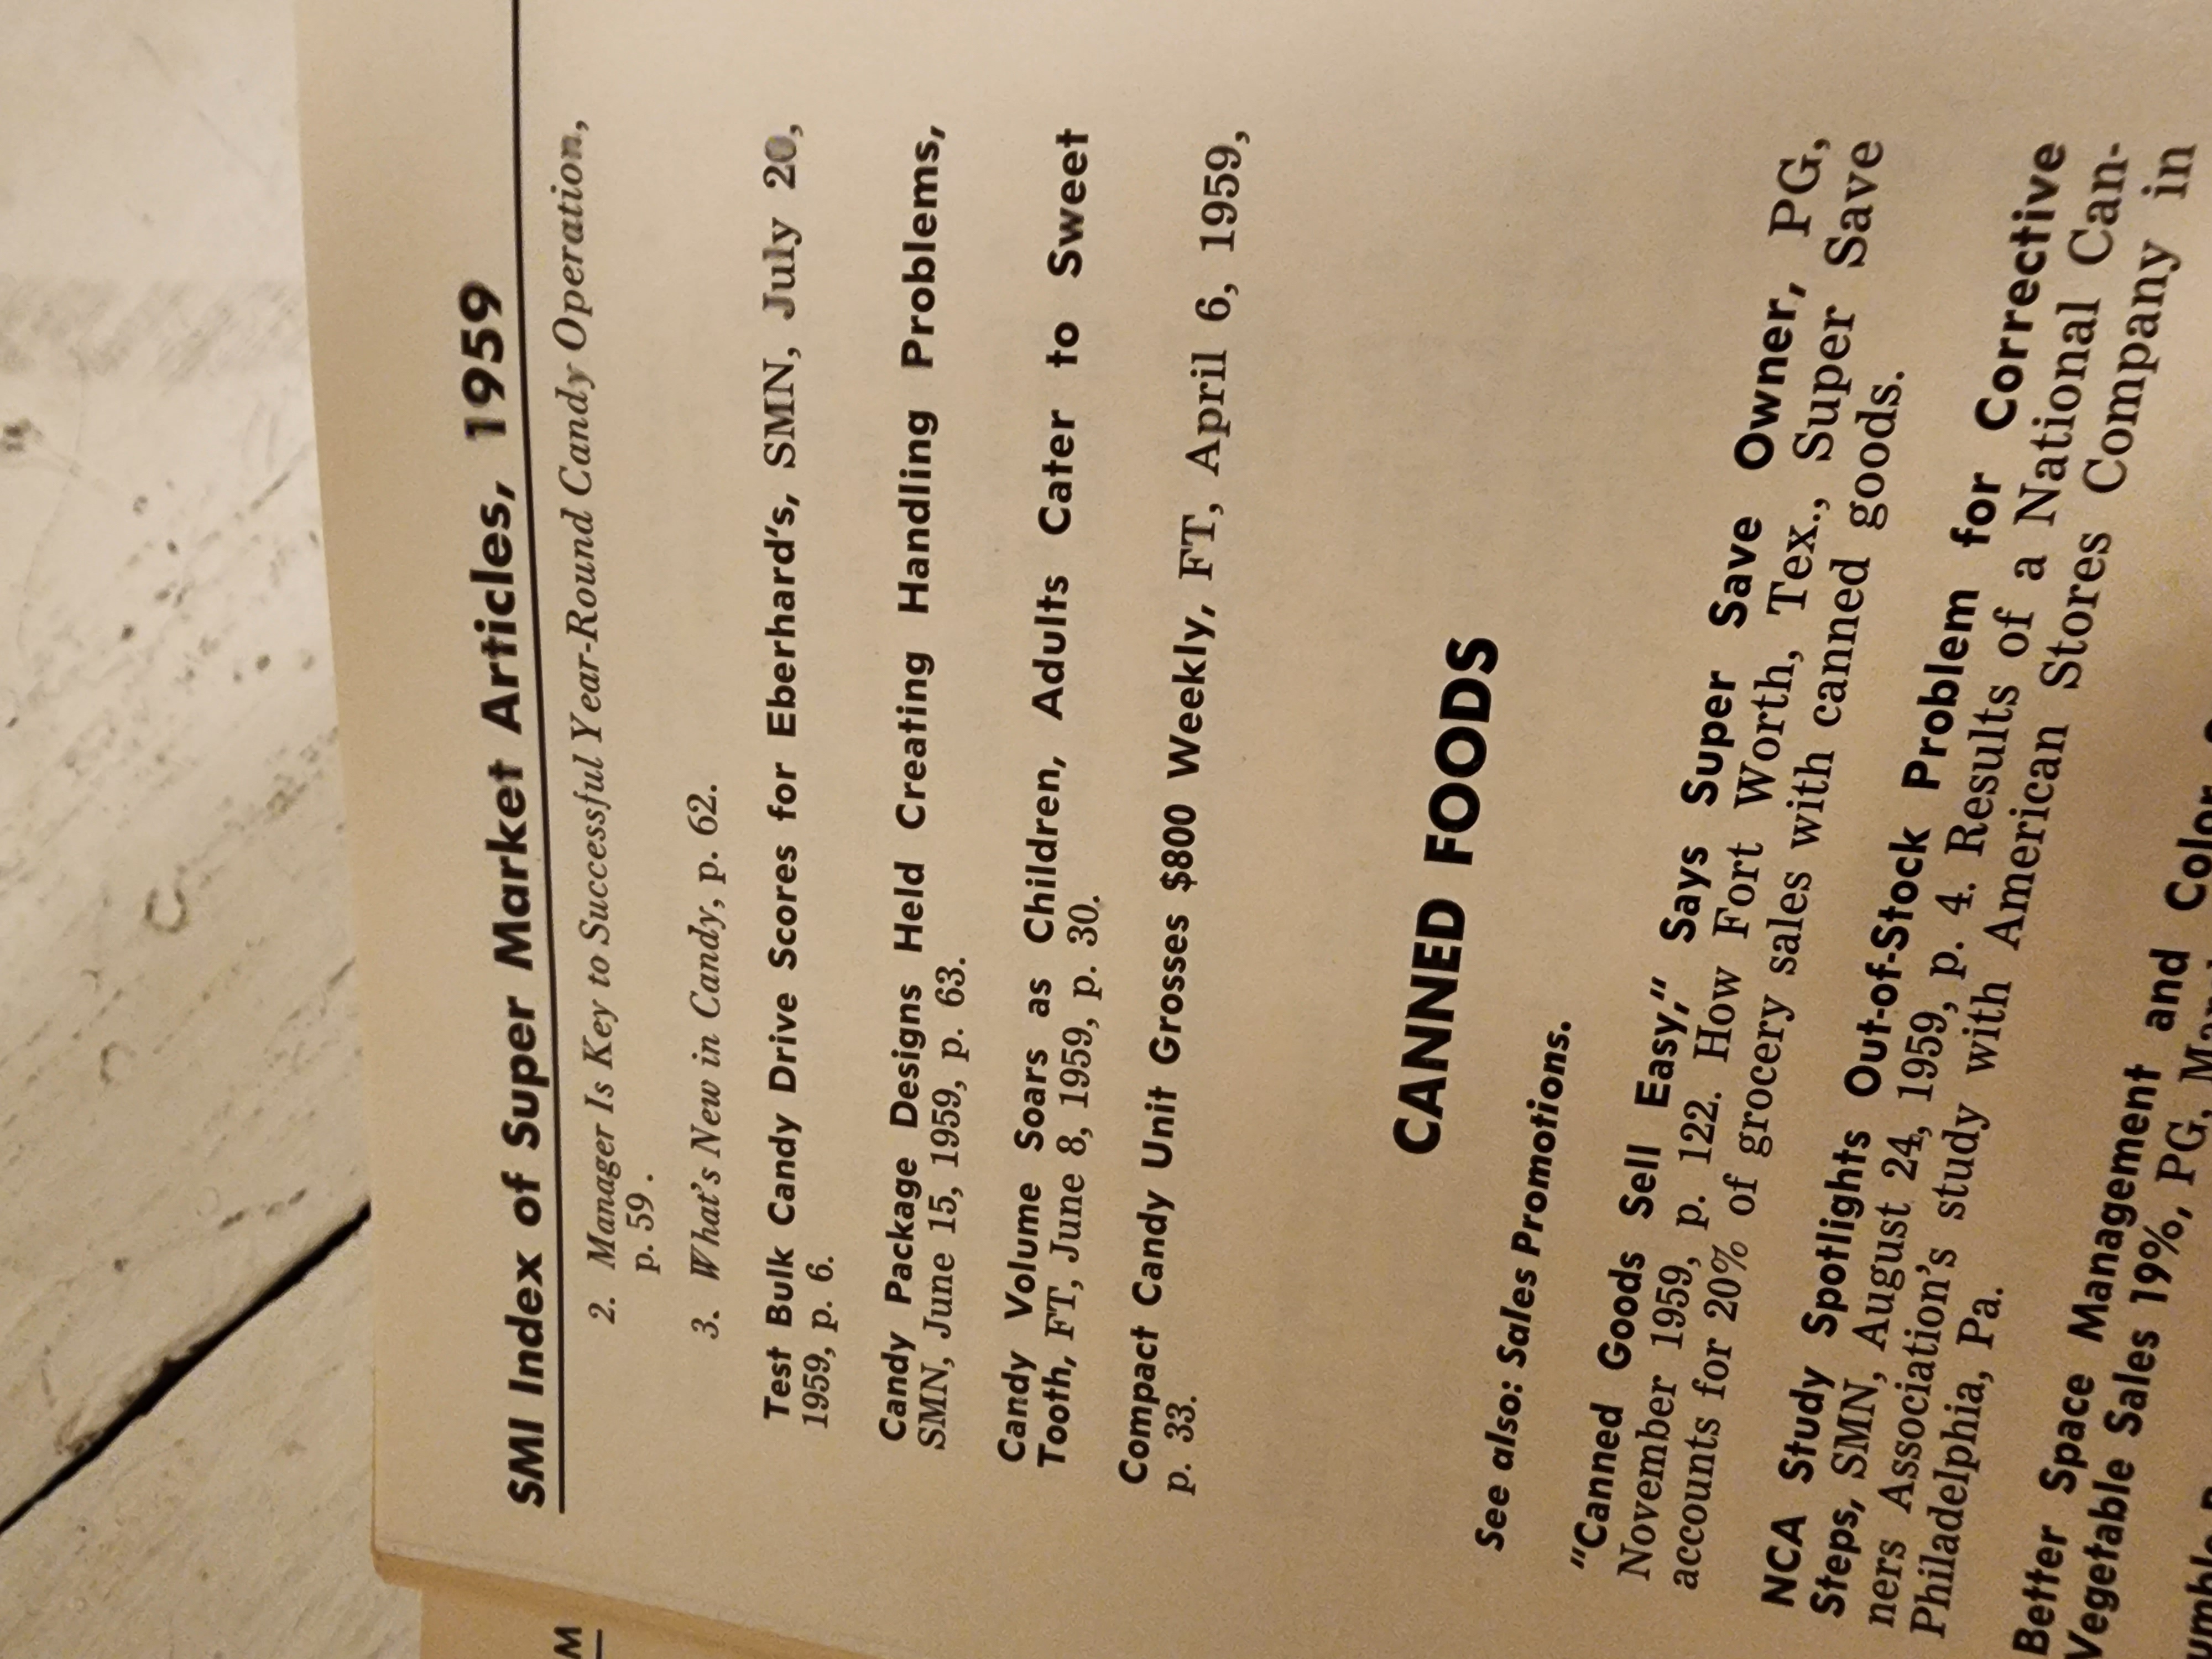 SMI Index of Super Market Articles, 1959
2. Manager Is Key to Successful Year-Round Candy Operation,
p. 59 .
3. What's New in Candy, p. 62.
Test Bulk Candy Drive Scores for Eberhard's, SMN, July 20,
1959, p. 6.
Candy Package Designs Held Creating Handling Problems,
SMN, June 15, 1959, p. 63.
Candy Volume Soars as Children, Adults Cater to Sweet
Tooth, FT, June 8, 1959, p. 30.
Compact Candy Unit Grosses $800 Weekly, FT, April 6, 1959,
p. 33.
CANNED FOODS
See also: Sales Promotions.
"Canned Goods Sell Easy," Says Super Save Owner, PG,
November 1959, p. 122. How Fort Worth, Tex., Super Save
accounts for 20% of grocery sales with canned goods.
NCA Study Spotlights Out-of-Stock Problem for Corrective
Steps, SMN, August 24, 1959, p. 4. Results of a National Can-
ners Association's study with American Stores Company in
Philadelphia, Pa.
Better Space Management and Color
Vegetable Sales 19%, PG,
M